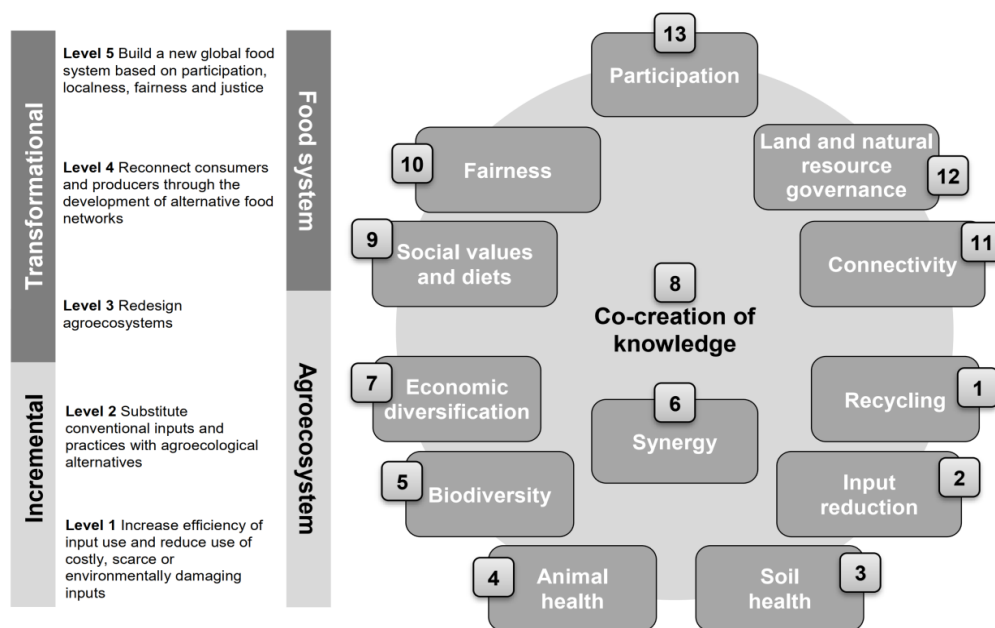 Transformational
Incremental
Level 5 Build a new global food
system based on participation,
localness, fairness and justice
Level 4 Reconnect consumers
and producers through the
development of alternative food
networks
Level 3 Redesign
agroecosystems
Level 2 Substitute
conventional inputs and
practices with agroecological
alternatives
Level 1 Increase efficiency of
input use and reduce use of
costly, scarce or
environmentally damaging
inputs
Food system
Agroecosystem
13
Participation
10
Fairness
Land and natural
resource
governance
12
9
Social values
and diets
11
Connectivity
8
Co-creation of
knowledge
7
Economic
diversification
6
Synergy
1
Recycling
5
Biodiversity
2
Input
reduction
4
Animal
health
3
Soil
health